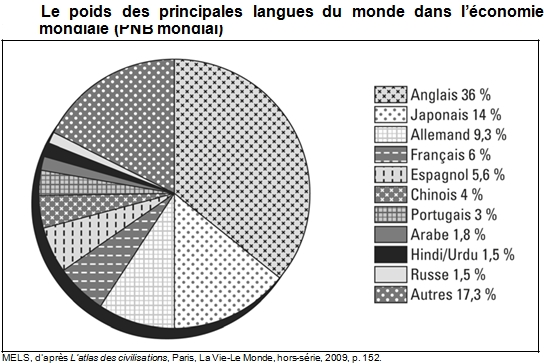 Le poids des principales langues du monde dans l'économie
mondiale (PNB mondial)
Anglais 36 %
Japonais 14 %
Allemand 9,3 %
Français 6 %
Espagnol 5,6 %
Chinois 4 %
Portugais 3 %
Arabe 1,8 %
Hindi/Urdu 1,5 %
Russe 1,5 %
Autres 17,3 %
MELS, d'après L'atlas des civilisations, Paris, La Vie-Le Monde, hors-série, 2009, p. 152.